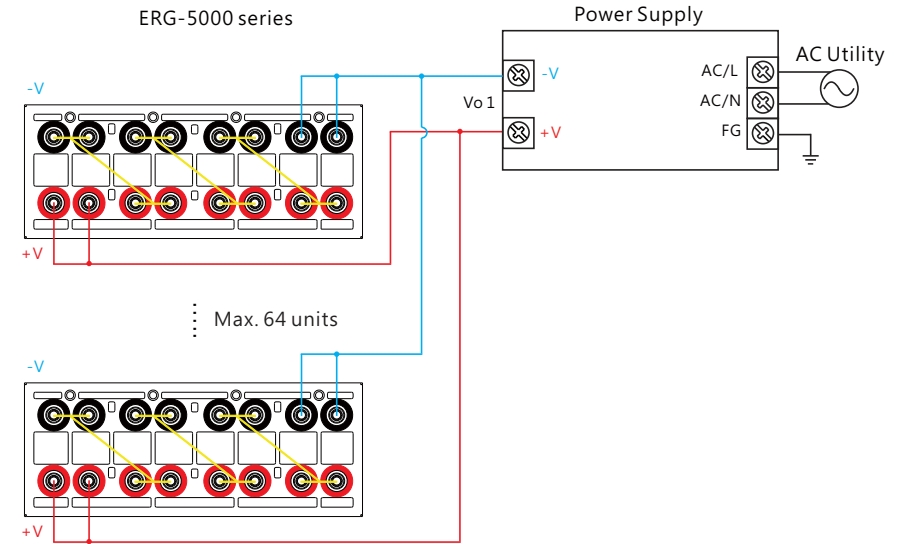 ERG-5000 series
Power Supply
AC Utility
-V
Vo 1
-V
+V
AC/L
AC/N
FG
+V
Max. 64 units
-V
+V